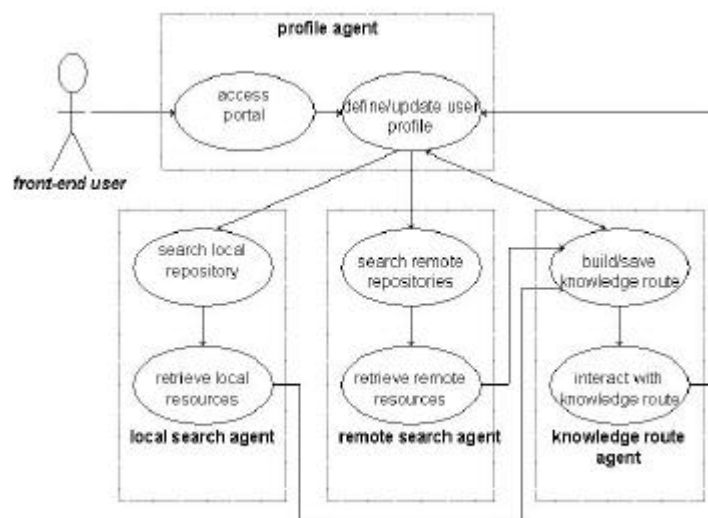 profile agent
access
portal
define/update user
profile
front-end user
search local
repository
search remote
repositories
build/save
knowledge route
retrieve local
resources
retrieve remote
resources
interact with
knowledge route
local search agent
remote search agent
knowledge route
agent